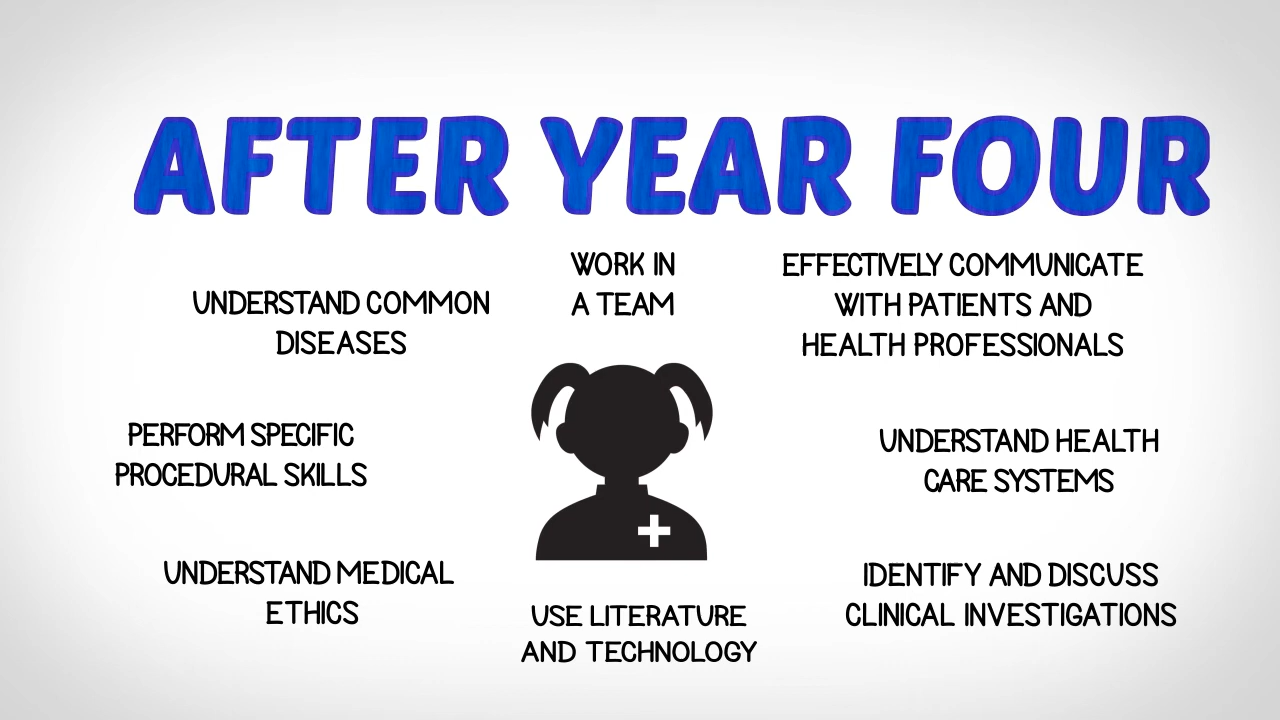 AFTER YEAR FOUR
WORK IN
A TEAM
EFFECTIVELY COMMUNICATE
WITH PATIENTS AND
HEALTH PROFESSIONALS
UNDERSTAND COMMON
DISEASES
PERFORM SPECIFIC
PROCEDURAL SKILLS
UNDERSTAND HEALTH
CARE SYSTEMS
UNDERSTAND MEDICAL
ETHICS
USE LITERATURE
AND TECHNOLOGY
IDENTIFY AND DISCUSS
CLINICAL INVESTIGATIONS